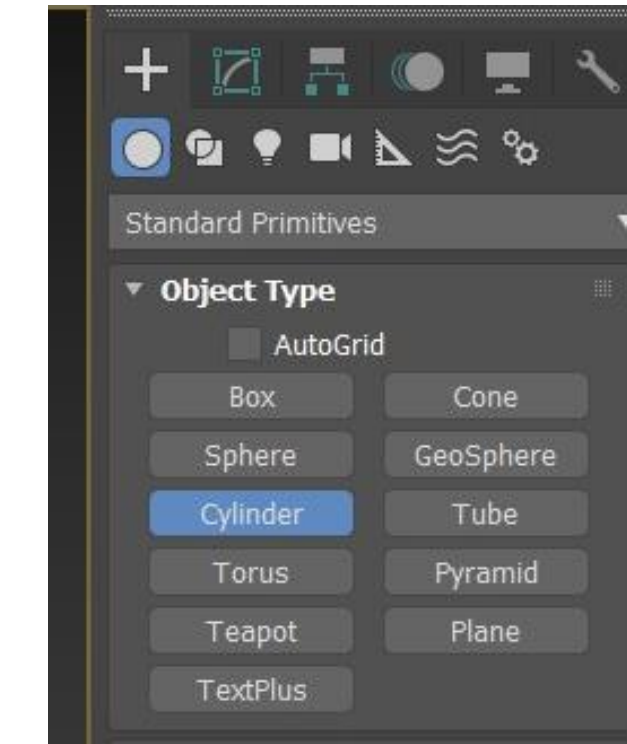 Standard Primitives
Object Type
AutoGrid
Box Cone
Sphere GeoSphere
Cylinder Tube
Torus Pyramid
Teapot Plane
TextPlus